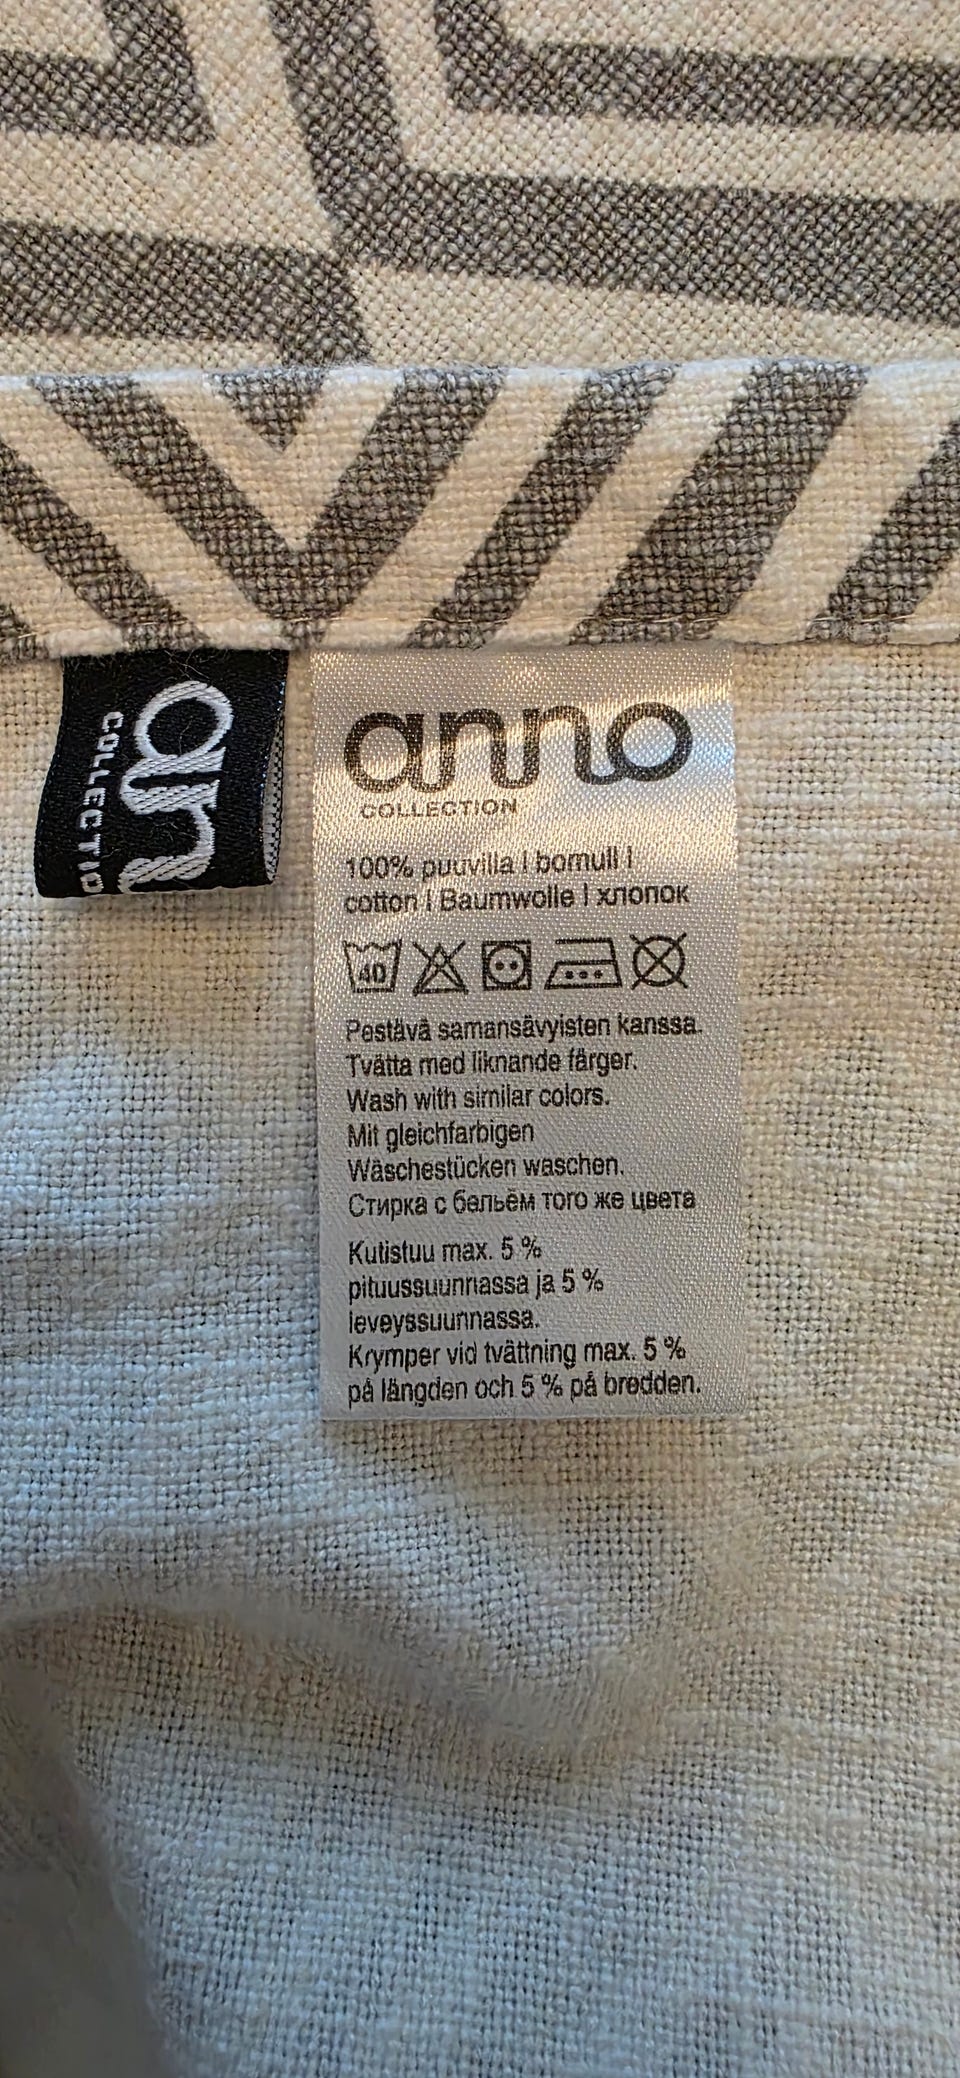 an
COLLECTIO
anno
COLLECTION
100% puuvilla | bomull |
cotton | Baumwolle | хлопок
40
Pestävä samansävyisten kanssa.
Tvätta med liknande färger.
Wash with similar colors.
Mit gleichfarbigen
Wäschestücken waschen.
Стирка с бельём того же цвета
Kutistuu max. 5 %
pituussuunnassa ja 5 %
leveyssuunnassa.
Krymper vid tvättning max. 5 %
på längden och 5 % på bredden.